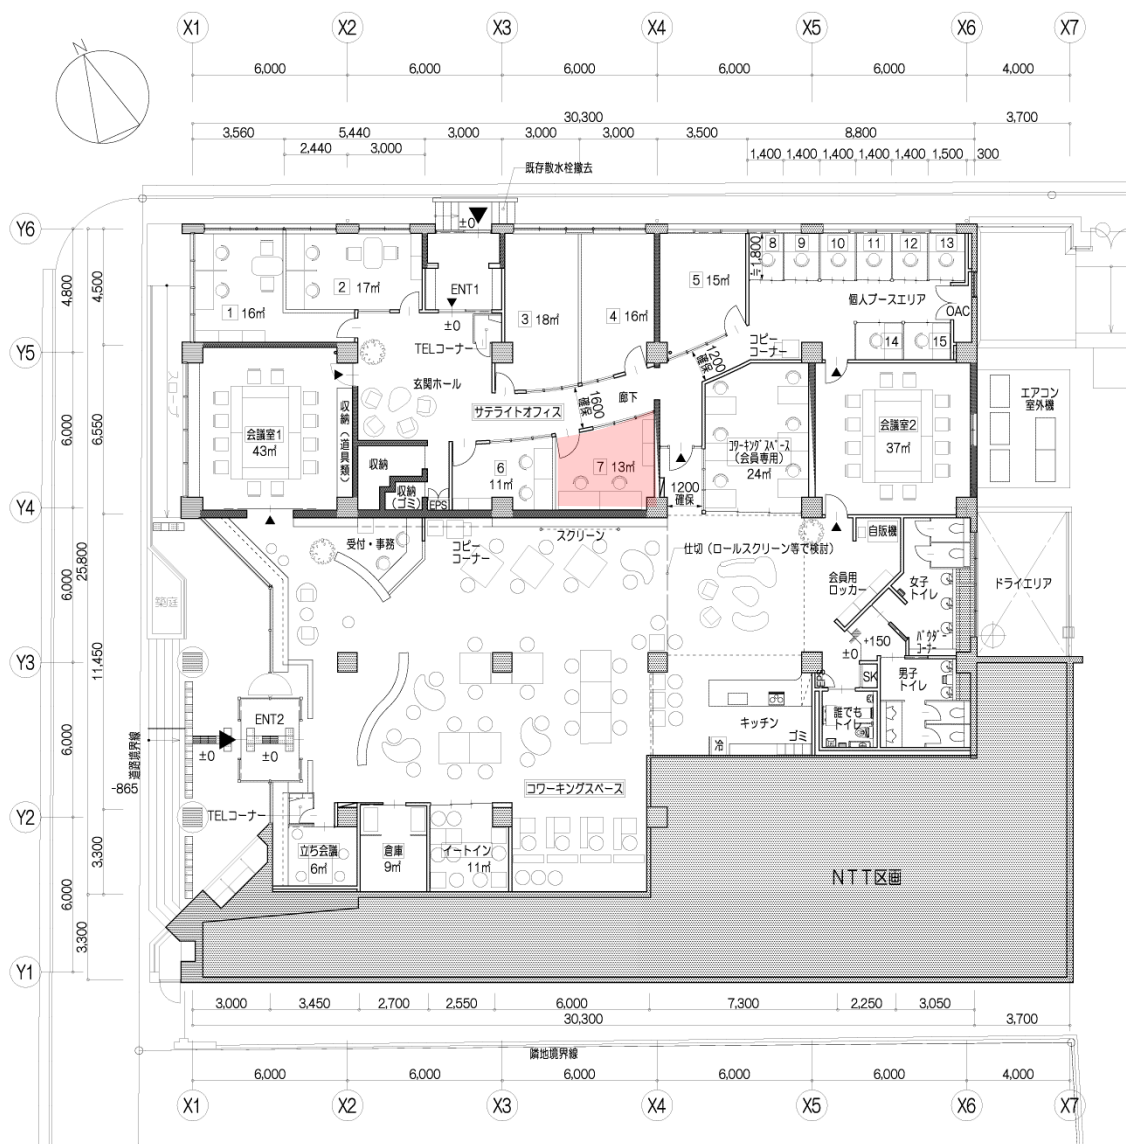 X1 X2 X3 X4 X5 X6 X7
N
6,000 6,000 6,000 6,000 6,000 4,000
30,300 3,700
3,560 5,440 3,000 3,000 3,000 3,500 8,800
2,440 3,000 1,400 1,400 1,400 1,400 1,400 1,500 300
既存散水栓撤去
Y6
±0
8 9 10 11 12 13
≒1,800
4,800
4,500
1 16㎡
2 17㎡
ENT1
±0
3 18㎡
4 16㎡
5 15㎡
個人ブースエリア
OAC
14 15
TELコーナー
コピー
コーナー
Y5
玄関ホール
サテライトオフィス
廊下
1200
確保
1600
確保
エアコン
室外機
6,000
6,550
会議室1
43㎡
収納（道具類）
収納
収納
（ゴミ）
EPS
6
11㎡
7 13㎡
コワーキングスペース
（会員専用）
24㎡
会議室2
37㎡
1200
確保
Y4
受付・事務
コピー
コーナー
スクリーン
仕切（ロールスクリーン等で検討）
自販機
会員用
ロッカー
女子
トイレ
ドライエリア
6,000
25,800
11,450
パウダー
コーナー
+150
±0
Y3
SK
男子
トイレ
誰でも
トイレ
ENT2
±0
±0
キッチン
ゴミ
6,000
道路境界線
-865
コワーキングスペース
Y2
TELコーナー
立ち会議
6㎡
倉庫
9㎡
イートイン
11㎡
NTT区画
3,300
6,000
3,300
Y1
3,000 3,450 2,700 2,550 6,000 7,300 2,250 3,050
30,300 3,700
隣地境界線
6,000 6,000 6,000 6,000 6,000 4,000
X1 X2 X3 X4 X5 X6 X7